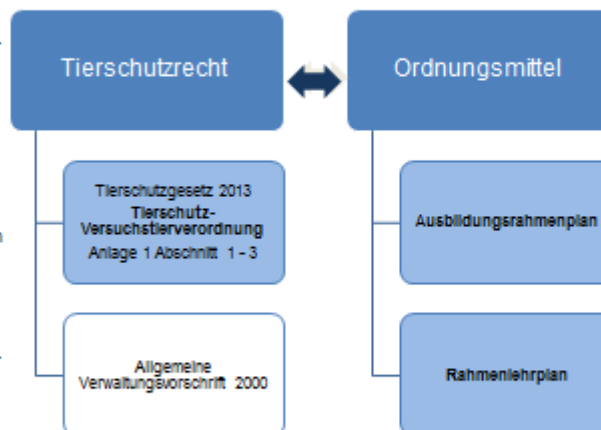 Tierschutzrecht
Ordnungsmittel
Tierschutzgesetz 2013
Tierschutz-
Versuchstierverordnung
Anlage 1 Abschnitt 1 - 3
Ausbildungsrahmenplan
Allgemeine
Verwaltungsvorschrift 2000
Rahmenlehrplan